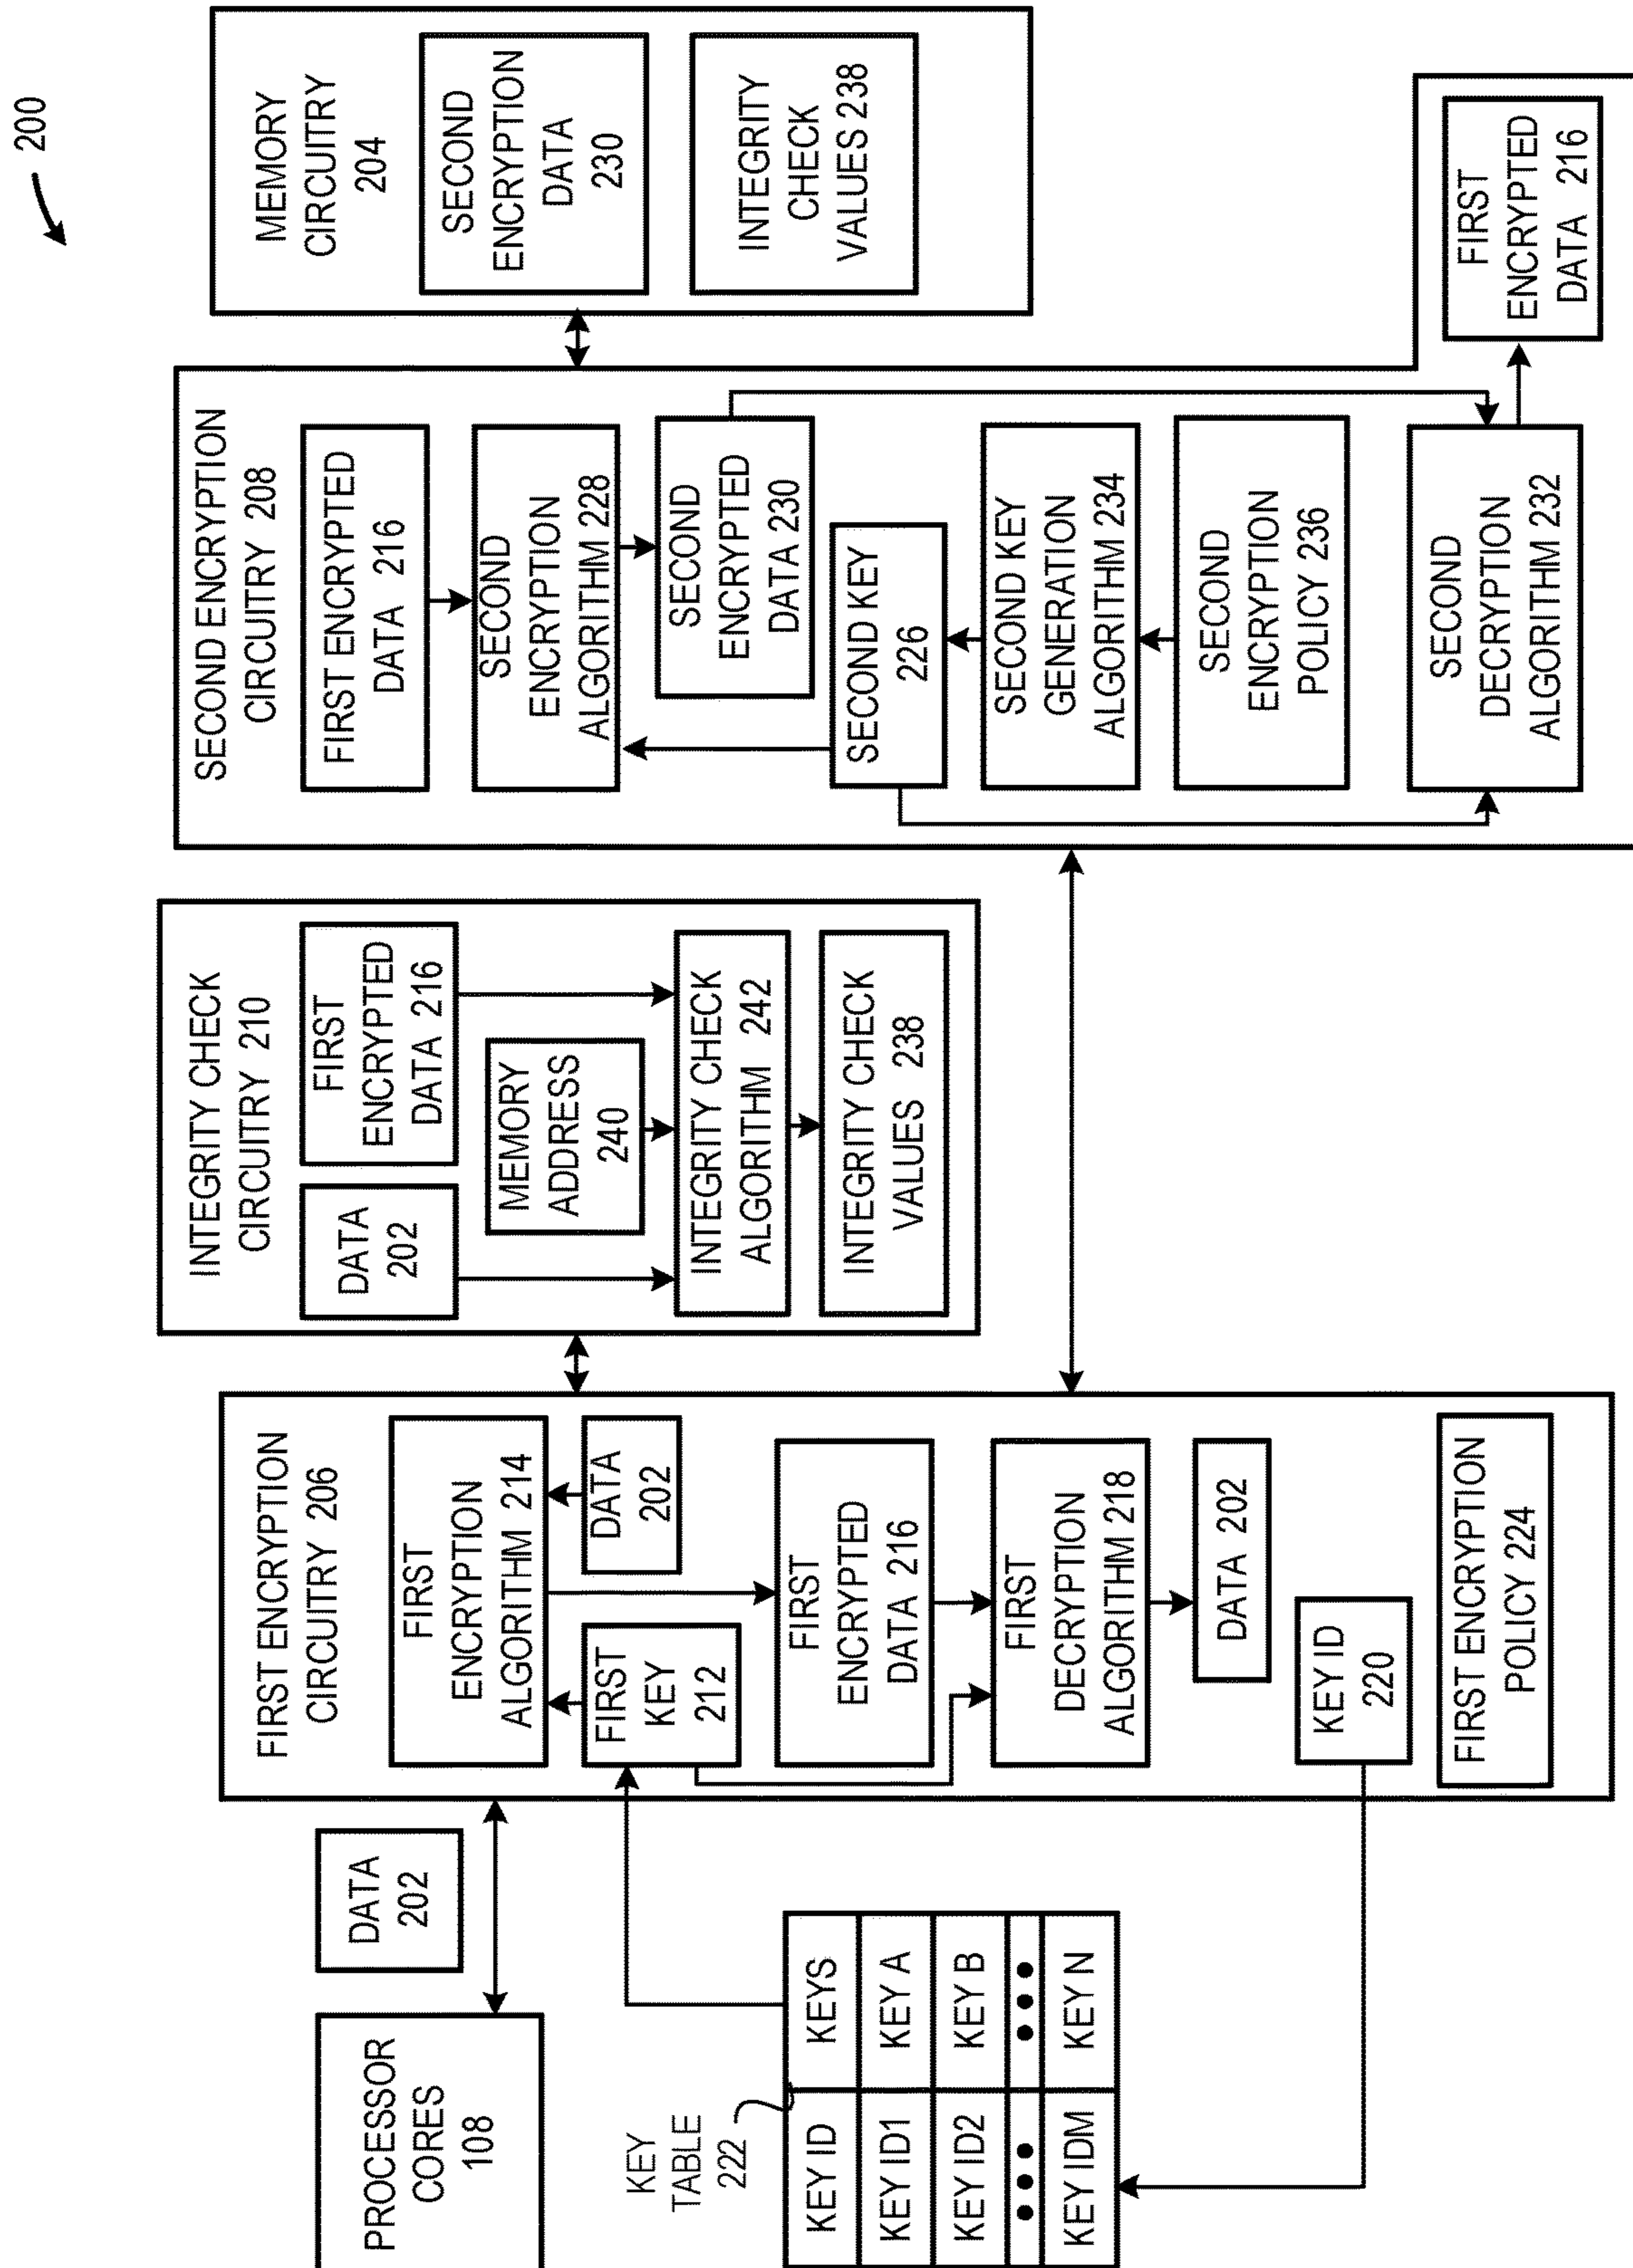 200
PROCESSOR
CORES
108
DATA
202
KEY
TABLE
222
KEY ID
KEYS
KEY ID1
KEY A
KEY ID2
KEY B
KEY IDM
KEY N
FIRST ENCRYPTION
CIRCUITRY 206
FIRST
ENCRYPTION
ALGORITHM 214
FIRST
KEY
212
DATA
202
FIRST
ENCRYPTED
DATA 216
FIRST
DECRYPTION
ALGORITHM 218
DATA 202
KEY ID
220
FIRST ENCRYPTION
POLICY 224
INTEGRITY CHECK
CIRCUITRY 210
DATA
202
FIRST
ENCRYPTED
DATA 216
MEMORY
ADDRESS
240
INTEGRITY CHECK
ALGORITHM 242
INTEGRITY CHECK
VALUES 238
SECOND ENCRYPTION
CIRCUITRY 208
FIRST ENCRYPTED
DATA 216
SECOND
ENCRYPTION
ALGORITHM 228
SECOND
ENCRYPTED
DATA 230
SECOND KEY
226
SECOND KEY
GENERATION
ALGORITHM 234
SECOND
ENCRYPTION
POLICY 236
SECOND
DECRYPTION
ALGORITHM 232
FIRST
ENCRYPTED
DATA 216
MEMORY
CIRCUITRY
204
SECOND
ENCRYPTION
DATA
230
INTEGRITY
CHECK
VALUES 238